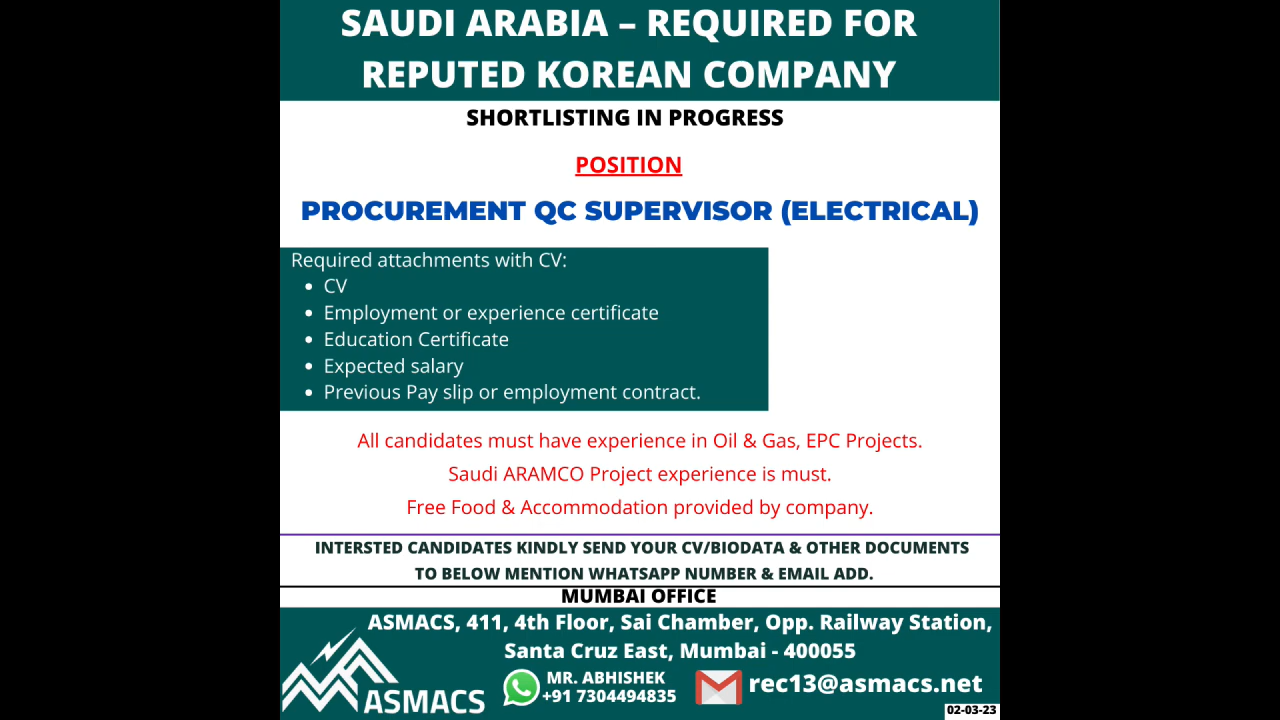 SAUDI ARABIA – REQUIRED FOR
REPUTED KOREAN COMPANY
SHORTLISTING IN PROGRESS
POSITION
PROCUREMENT QC SUPERVISOR (ELECTRICAL)
Required attachments with CV:
• CV
• Employment or experience certificate
• Education Certificate
• Expected salary
• Previous Pay slip or employment contract.
All candidates must have experience in Oil & Gas, EPC Projects.
Saudi ARAMCO Project experience is must.
Free Food & Accommodation provided by company.
INTERSTED CANDIDATES KINDLY SEND YOUR CV/BIODATA & OTHER DOCUMENTS
TO BELOW MENTION WHATSAPP NUMBER & EMAIL ADD.
MUMBAI OFFICE
ASMACS, 411, 4th Floor, Sai Chamber, Opp. Railway Station,
Santa Cruz East, Mumbai - 400055
ASMACS
MR. ABHISHEK
+91 7304494835
rec13@asmacs.net
02-03-23